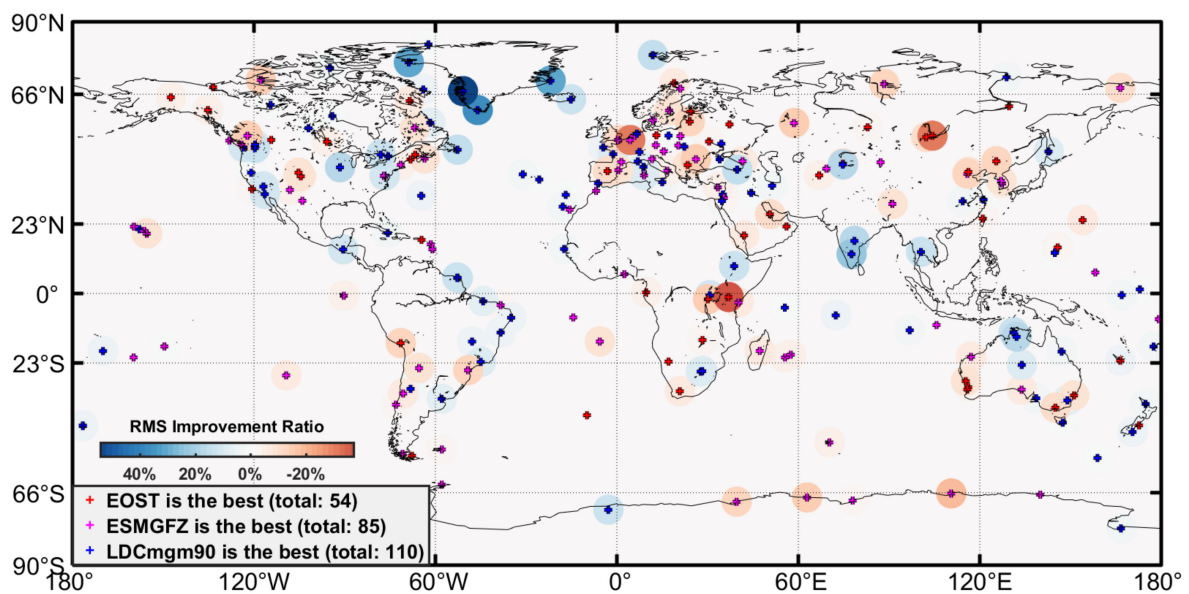 90°N
66°N
23°N
0°
23°S
66°S
90°S
RMS Improvement Ratio
40% 20% 0% -20%
EOST is the best (total: 54)
ESMGFZ is the best (total: 85)
LDCmgm90 is the best (total: 110)
180° 120°W 60°W 0° 60°E 120°E 180°